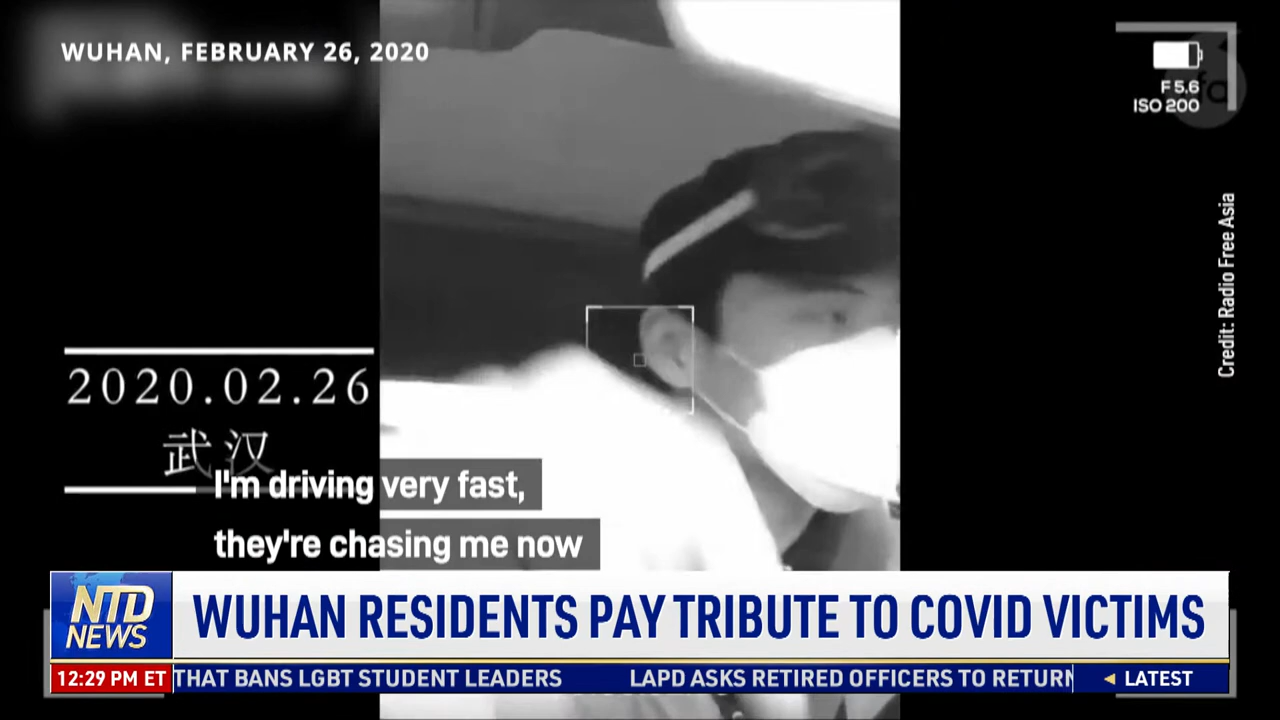 WUHAN, FEBRUARY 26, 2020
F 5.6
ISO 200
Credit: Radio Free Asia
2020.02.26
武汉
I'm driving very fast,
they're chasing me now
NTD
NEWS
WUHAN RESIDENTS PAY TRIBUTE TO COVID VICTIMS
12:29 PM ET
THAT BANS LGBT STUDENT LEADERS
LAPD ASKS RETIRED OFFICERS TO RETURN
LATEST